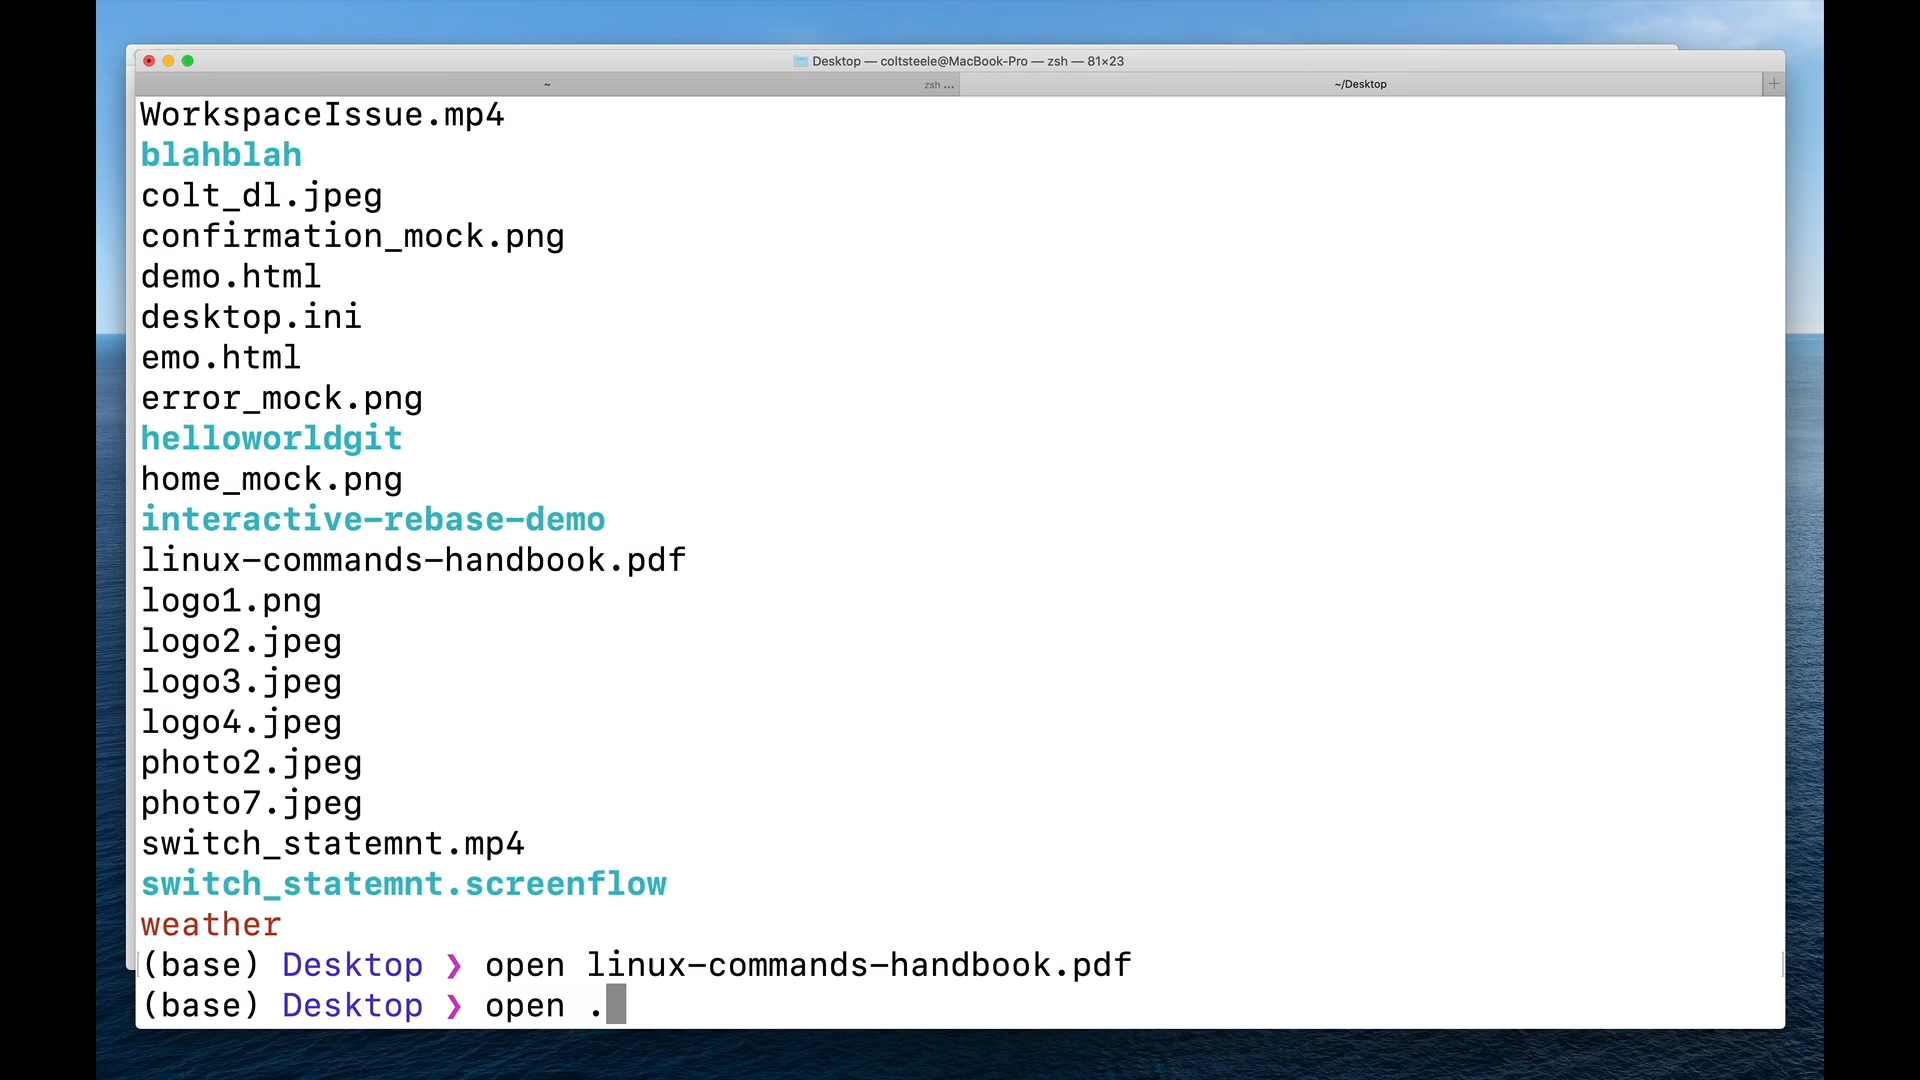 Desktop — coltsteele@MacBook-Pro — zsh — 81×23
~ zsh ... ~/Desktop +
WorkspaceIssue.mp4
blahblah
colt_dl.jpeg
confirmation_mock.png
demo.html
desktop.ini
emo.html
error_mock.png
helloworldgit
home_mock.png
interactive-rebase-demo
linux-commands-handbook.pdf
logo1.png
logo2.jpeg
logo3.jpeg
logo4.jpeg
photo2.jpeg
photo7.jpeg
switch_statemnt.mp4
switch_statemnt.screenflow
weather
(base) Desktop ❯ open linux-commands-handbook.pdf
(base) Desktop ❯ open .